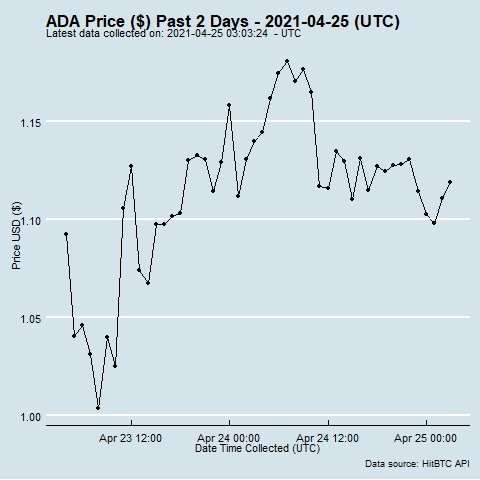 ADA Price ($) Past 2 Days - 2021-04-25 (UTC)
Latest data collected on: 2021-04-25 03:03:24  - UTC
1.15
1.10
1.05
1.00
Price USD ($)
Apr 23 12:00
Apr 24 00:00
Apr 24 12:00
Apr 25 00:00
Date Time Collected (UTC)
Data source: HitBTC API